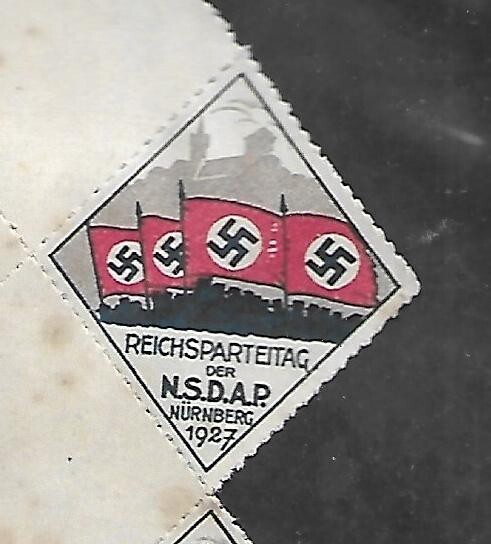 REICHSPARTEITAG
DER
N.S.D.A.P.
NÜRNBERG
1927